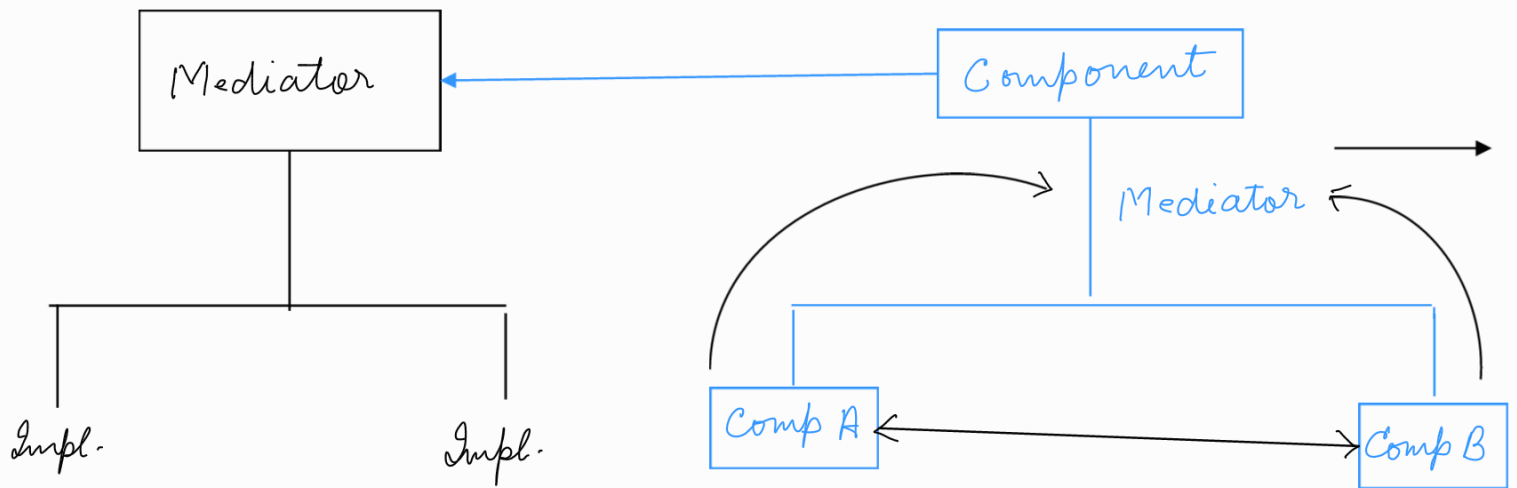 Mediator
Component
Mediator
Impl.
Impl.
Comp A
Comp B